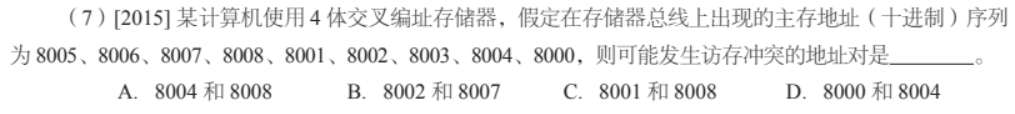 （7）[2015] 某计算机使用 4 体交叉编址存储器，假定在存储器总线上出现的主存地址（十进制）序列
为 8005、8006、8007、8008、8001、8002、8003、8004、8000，则可能发生访存冲突的地址对是________。
A. 8004 和 8008 B. 8002 和 8007 C. 8001 和 8008 D. 8000 和 8004